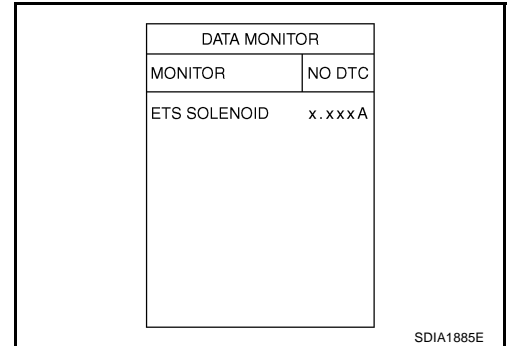 DATA MONITOR
MONITOR NO DTC
ETS SOLENOID x.xxxA
SDIA1885E